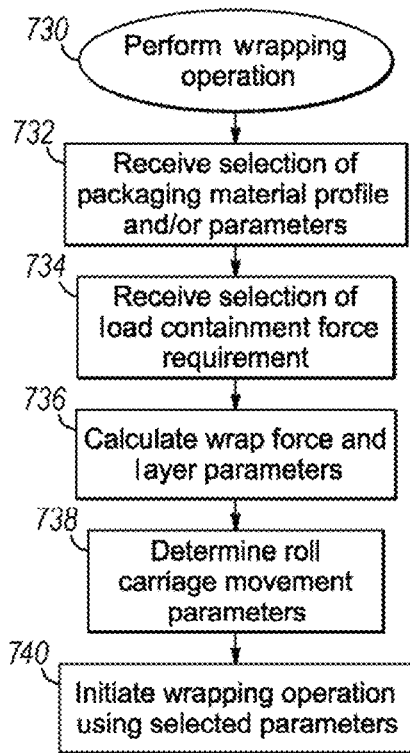 730
Perform wrapping
operation
732
Receive selection of
packaging material profile
and/or parameters
734
Receive selection of
load containment force
requirement
736
Calculate wrap force and
layer parameters
738
Determine roll
carriage movement
parameters
740
Initiate wrapping operation
using selected parameters